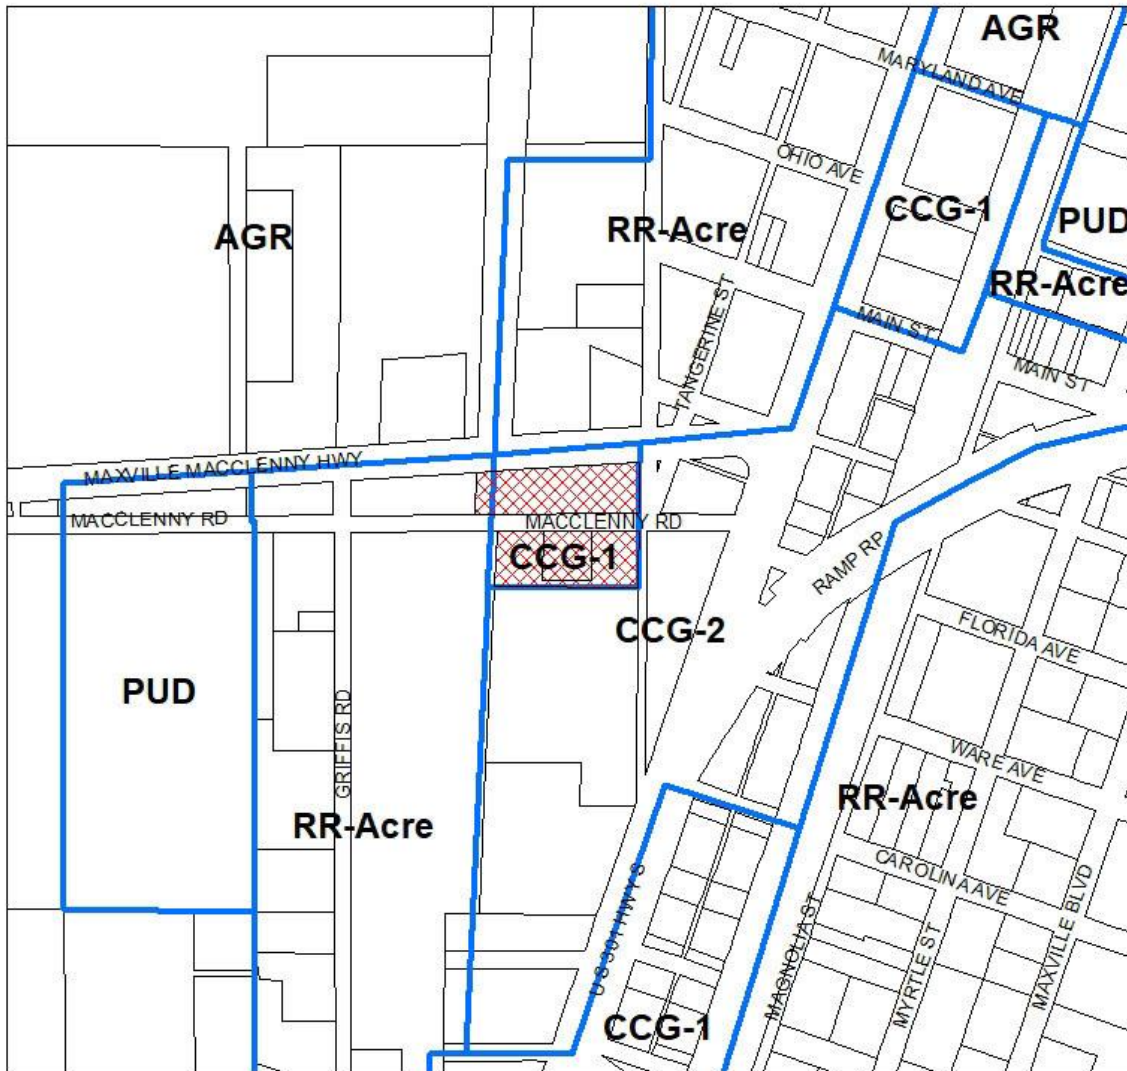 AGR
MARYLAND AVE
OHIO AVE
CCG-1
PUD
AGR
RR-Acre
RR-Acre
TANGERINE ST
MAIN ST
MAIN ST
MAXVILLE MACCLENNY HWY
MACCLENNY RD
MACCLENNY RD
CCG-1
RAMP RP
CCG-2
FLORIDA AVE
PUD
GRIFFIS RD
WARE AVE
RR-Acre
RR-Acre
CAROLINA AVE
US 301 HWY S
MAGNOLIA ST
MYRTLE ST
MAXVILLE BLVD
CCG-1